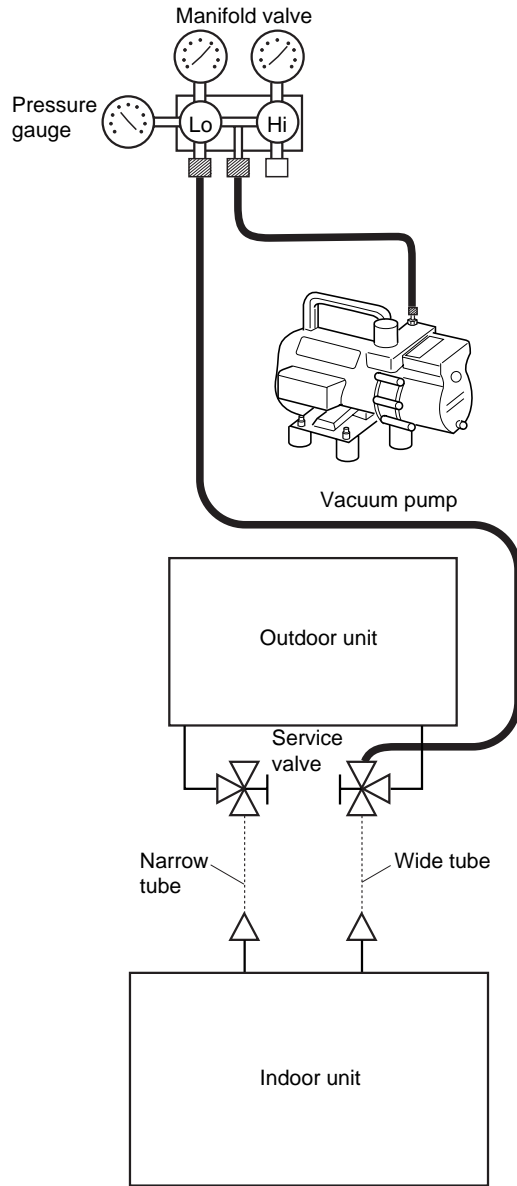 Manifold valve
Pressure
gauge
Lo
Hi
Vacuum pump
Outdoor unit
Service
valve
Narrow
tube
Wide tube
Indoor unit